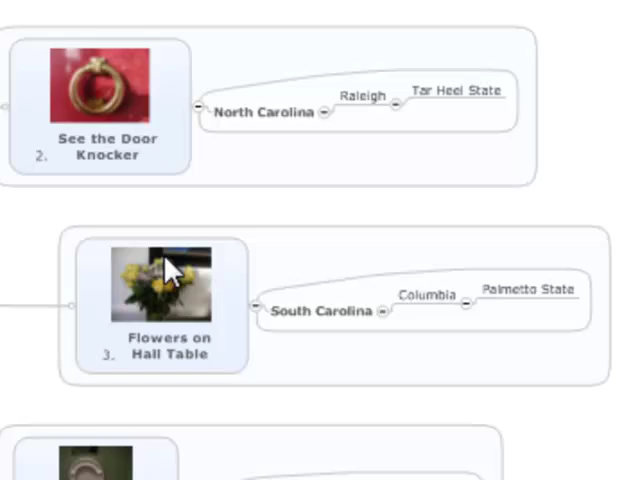 See the Door
2. Knocker
North Carolina
Raleigh
Tar Heel State
Flowers on
3. Hall Table
South Carolina
Columbia
Palmetto State